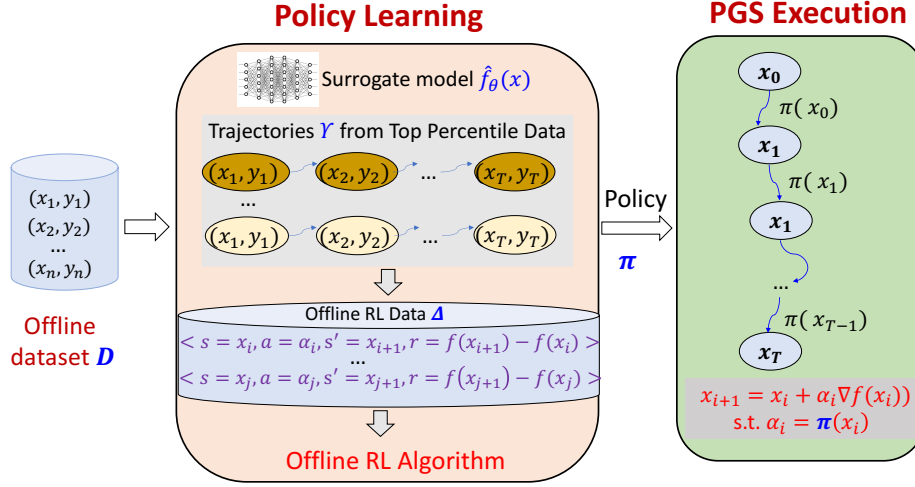 Policy Learning
PGS Execution
Surrogate model f̂_θ(x)
Trajectories ϒ from Top Percentile Data
(x_1, y_1) (x_2, y_2) ... (x_T, y_T)
...
(x_1, y_1) (x_2, y_2) ... (x_T, y_T)
(x_1, y_1)
(x_2, y_2)
...
(x_n, y_n)
Offline
dataset D
Offline RL Data Δ
< s = x_i, a = α_i, s′ = x_{i+1}, r = f(x_{i+1}) − f(x_i) >
...
< s = x_j, a = α_j, s′ = x_{j+1}, r = f(x_{j+1}) − f(x_j) >
Offline RL Algorithm
Policy
π
x_0
π( x_0)
x_1
π( x_1)
x_1
...
π( x_{T−1})
x_T
x_{i+1} = x_i + α_i∇f(x_i))
s.t. α_i = π(x_i)